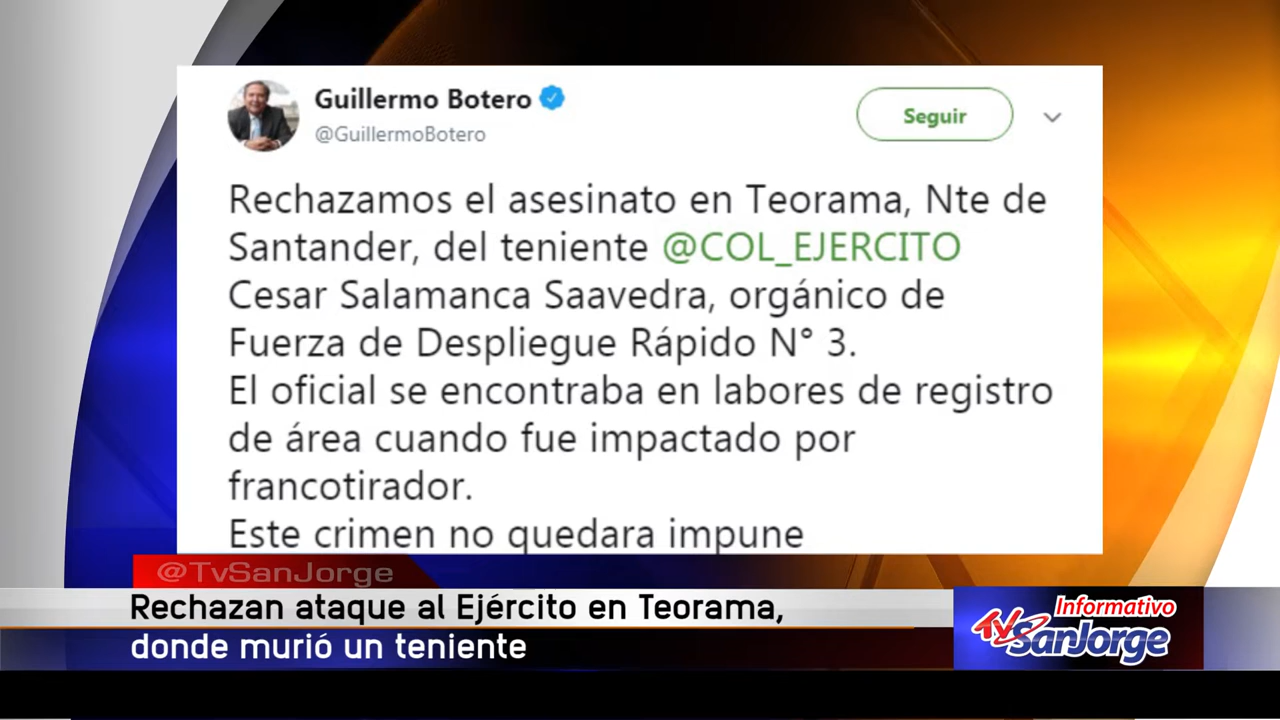 Guillermo Botero
@GuillermoBotero
Seguir
Rechazamos el asesinato en Teorama, Nte de
Santander, del teniente @COL_EJERCITO
Cesar Salamanca Saavedra, orgánico de
Fuerza de Despliegue Rápido N° 3.
El oficial se encontraba en labores de registro
de área cuando fue impactado por
francotirador.
Este crimen no quedara impune
@TvSanJorge
Rechazan ataque al Ejército en Teorama,
donde murió un teniente
Informativo
TV SanJorge